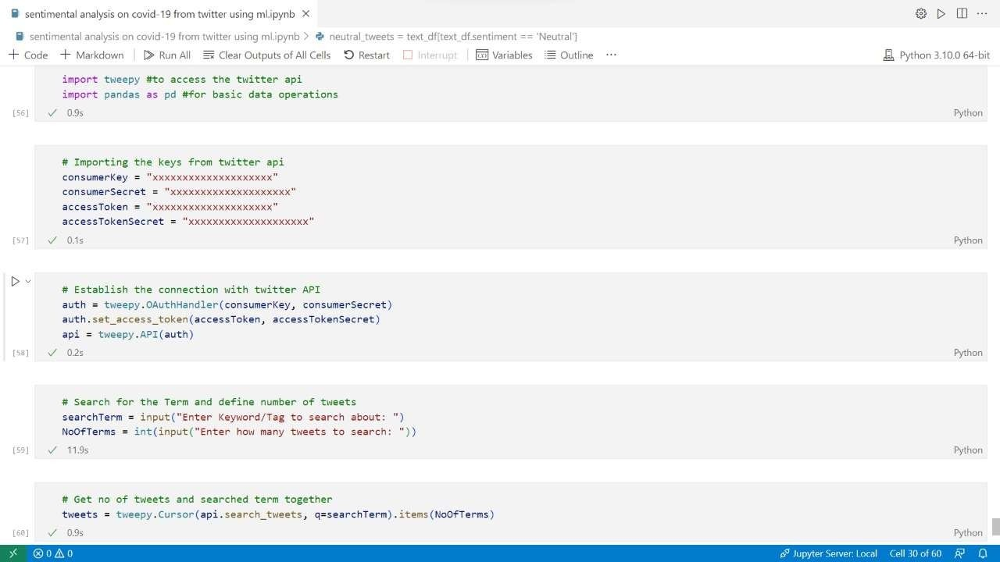 sentimental analysis on covid-19 from twitter using ml.ipynb
sentimental analysis on covid-19 from twitter using ml.ipynb > neutral_tweets = text_df[text_df.sentiment == 'Neutral']
+ Code + Markdown Run All Clear Outputs of All Cells Restart Interrupt Variables Outline ... Python 3.10.0 64-bit
import tweepy #to access the twitter api
import pandas as pd #for basic data operations
[56] 0.9s Python
# Importing the keys from twitter api
consumerKey = "xxxxxxxxxxxxxxxxxxxx"
consumerSecret = "xxxxxxxxxxxxxxxxxxxx"
accessToken = "xxxxxxxxxxxxxxxxxxxx"
accessTokenSecret = "xxxxxxxxxxxxxxxxxxxx"
[57] 0.1s Python
# Establish the connection with twitter API
auth = tweepy.OAuthHandler(consumerKey, consumerSecret)
auth.set_access_token(accessToken, accessTokenSecret)
api = tweepy.API(auth)
[58] 0.2s Python
# Search for the Term and define number of tweets
searchTerm = input("Enter Keyword/Tag to search about: ")
NoOfTerms = int(input("Enter how many tweets to search: "))
[59] 11.9s Python
# Get no of tweets and searched term together
tweets = tweepy.Cursor(api.search_tweets, q=searchTerm).items(NoOfTerms)
[60] 0.9s Python
0 0 Jupyter Server: Local Cell 30 of 60